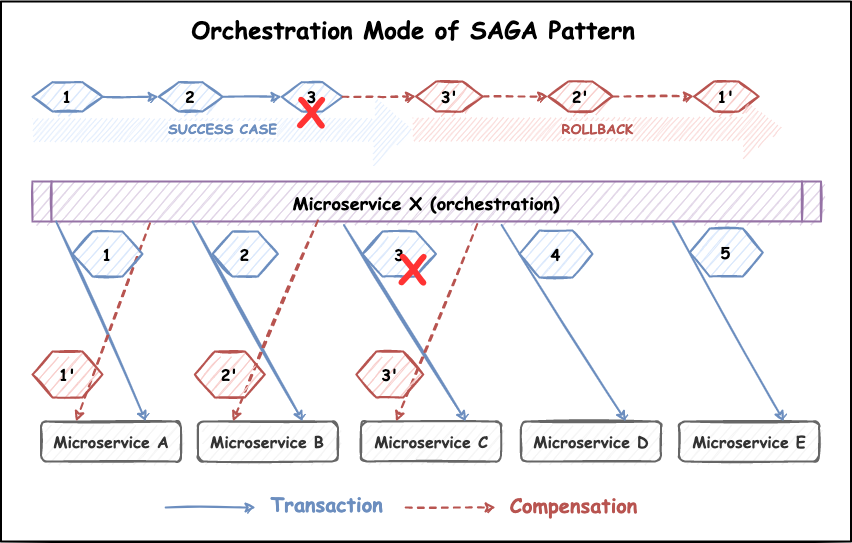 Orchestration Mode of SAGA Pattern
1
2
3
3'
2'
1'
SUCCESS CASE
ROLLBACK
Microservice X (orchestration)
1
2
3
4
5
1'
2'
3'
Microservice A
Microservice B
Microservice C
Microservice D
Microservice E
Transaction
Compensation